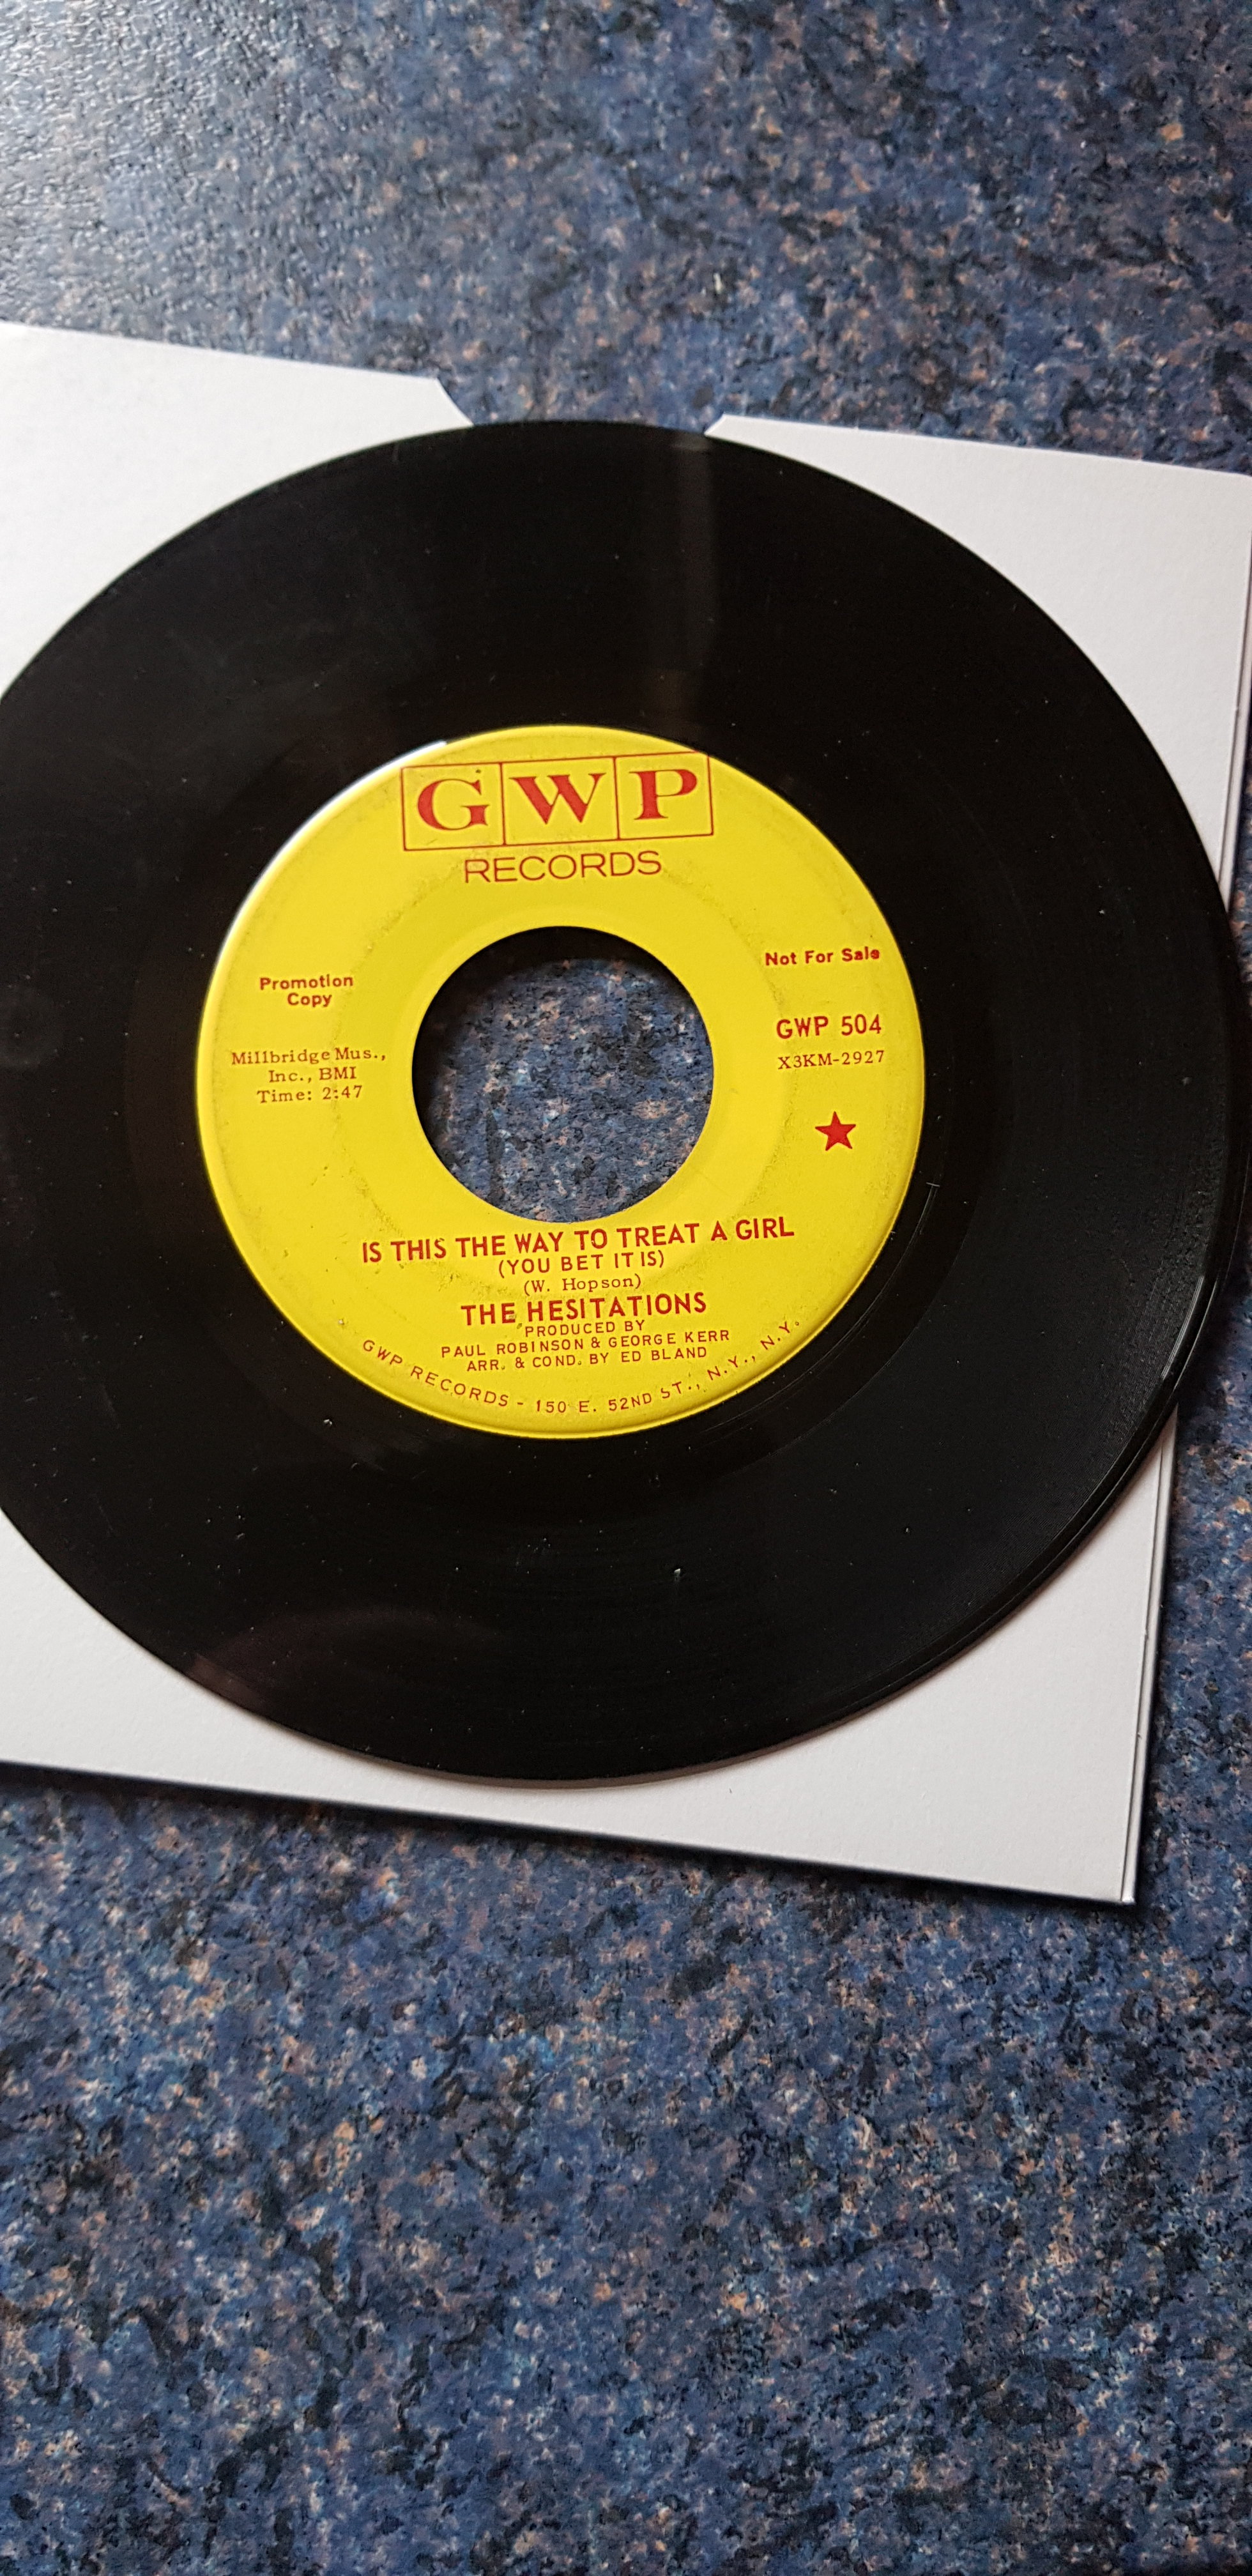 GWP
RECORDS
Promotion
Copy
Millbridge Mus.,
Inc., BMI
Time: 2:47
Not For Sale
GWP 504
X3KM-2927
IS THIS THE WAY TO TREAT A GIRL
(YOU BET IT IS)
(W. Hopson)
THE HESITATIONS
PRODUCED BY
PAUL ROBINSON & GEORGE KERR
ARR. & COND. BY ED BLAND
GWP RECORDS - 150 E. 52ND ST., N.Y., N.Y.